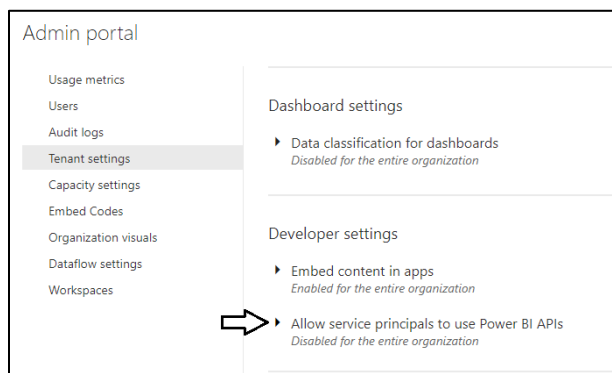 Admin portal
Usage metrics
Users
Audit logs
Tenant settings
Capacity settings
Embed Codes
Organization visuals
Dataflow settings
Workspaces
Dashboard settings
Data classification for dashboards
Disabled for the entire organization
Developer settings
Embed content in apps
Enabled for the entire organization
Allow service principals to use Power BI APIs
Disabled for the entire organization